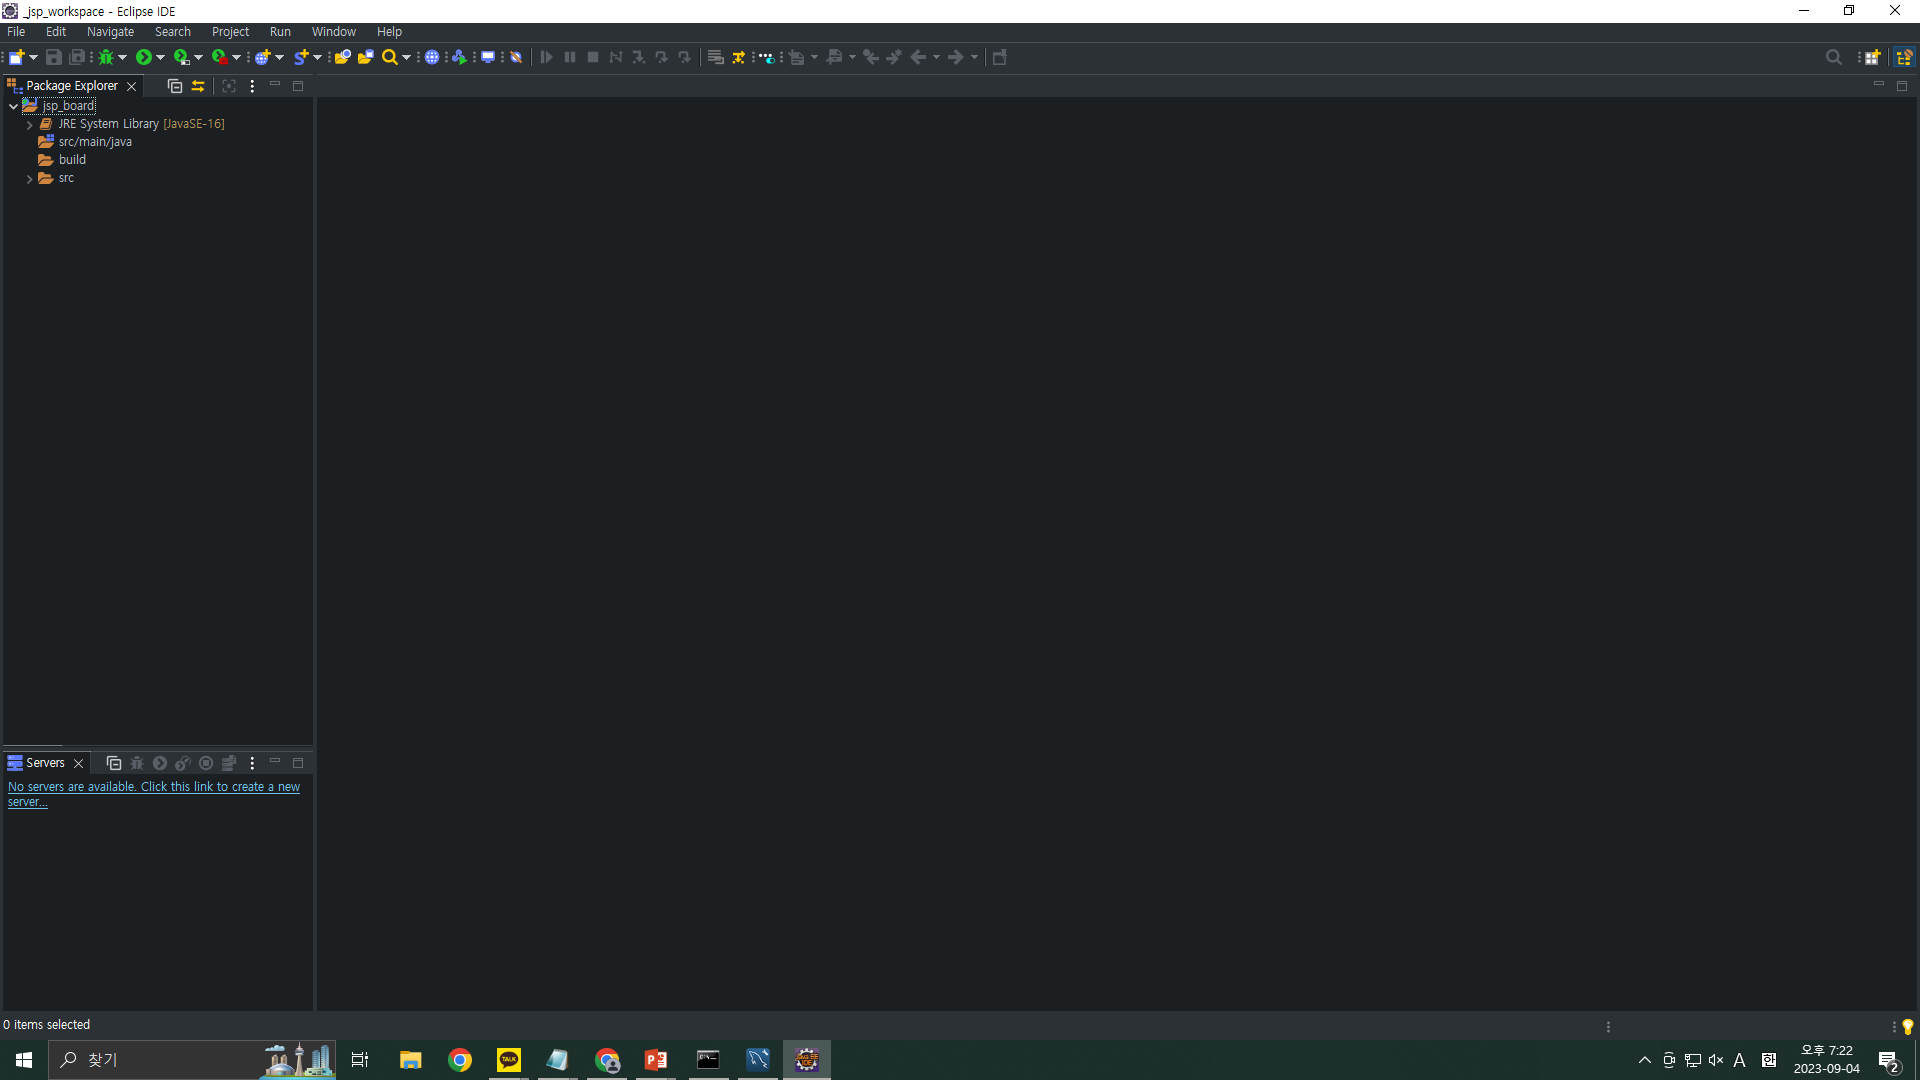 _jsp_workspace - Eclipse IDE
File Edit Navigate Search Project Run Window Help
Package Explorer
jsp_board
JRE System Library [JavaSE-16]
src/main/java
build
src
Servers
No servers are available. Click this link to create a new
server...
0 items selected
찾기
TALK
A
오후 7:22
2023-09-04
2